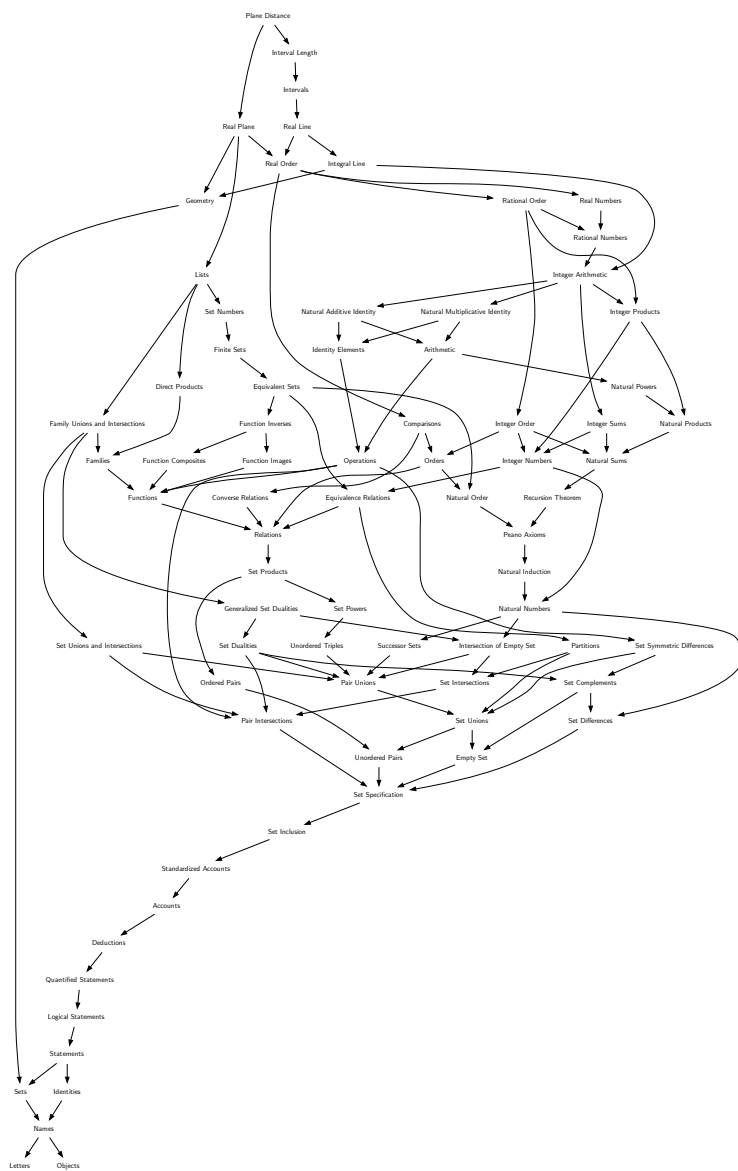 Plane Distance
Interval Length
Intervals
Real Plane
Real Line
Real Order
Integral Line
Geometry
Rational Order
Real Numbers
Rational Numbers
Lists
Integer Arithmetic
Set Numbers
Natural Additive Identity
Natural Multiplicative Identity
Integer Products
Finite Sets
Identity Elements
Arithmetic
Direct Products
Equivalent Sets
Natural Powers
Family Unions and Intersections
Function Inverses
Comparisons
Integer Order
Integer Sums
Natural Products
Families
Function Composites
Function Images
Operations
Orders
Integer Numbers
Natural Sums
Functions
Converse Relations
Equivalence Relations
Natural Order
Recursion Theorem
Relations
Peano Axioms
Set Products
Natural Induction
Generalized Set Dualities
Set Powers
Natural Numbers
Set Unions and Intersections
Set Dualities
Unordered Triples
Successor Sets
Intersection of Empty Set
Partitions
Set Symmetric Differences
Ordered Pairs
Pair Unions
Set Intersections
Set Complements
Pair Intersections
Set Unions
Set Differences
Unordered Pairs
Empty Set
Set Specification
Set Inclusion
Standardized Accounts
Accounts
Deductions
Quantified Statements
Logical Statements
Statements
Sets
Identities
Names
Letters
Objects